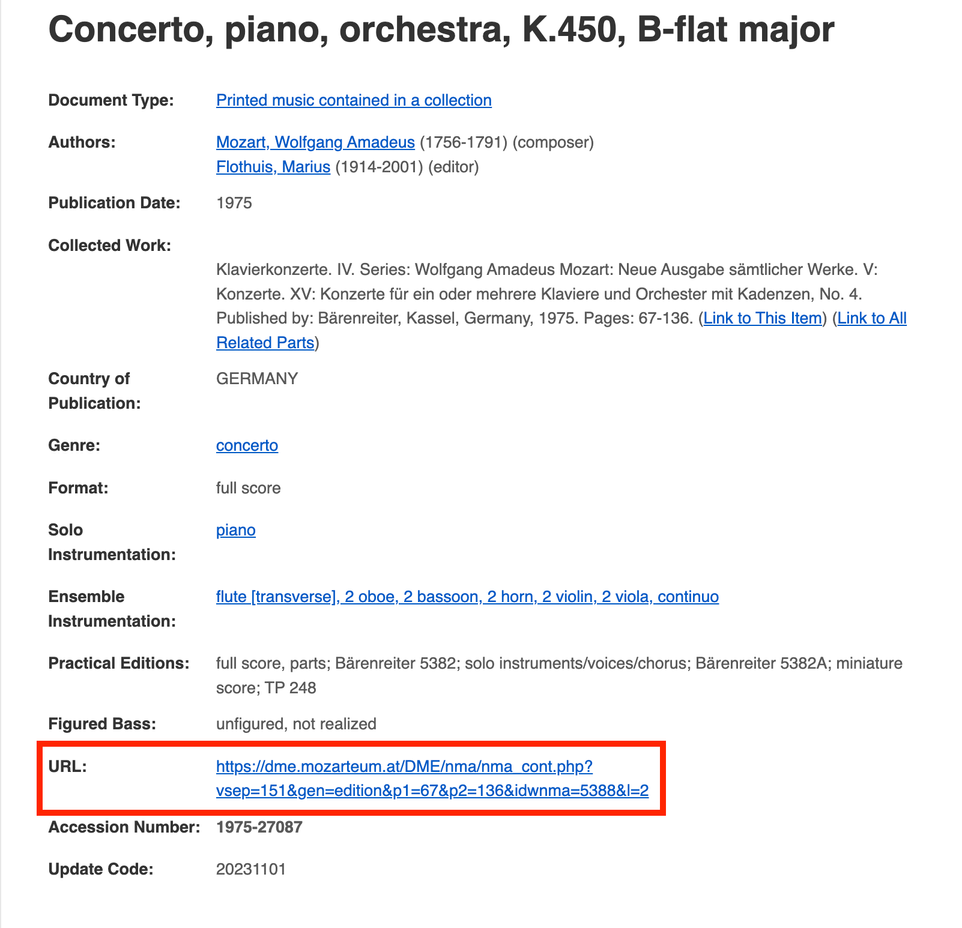 Concerto, piano, orchestra, K.450, B-flat major
Document Type: Printed music contained in a collection
Authors: Mozart, Wolfgang Amadeus (1756-1791) (composer)
Flothuis, Marius (1914-2001) (editor)
Publication Date: 1975
Collected Work:
Klavierkonzerte. IV. Series: Wolfgang Amadeus Mozart: Neue Ausgabe sämtlicher Werke. V:
Konzerte. XV: Konzerte für ein oder mehrere Klaviere und Orchester mit Kadenzen, No. 4.
Published by: Bärenreiter, Kassel, Germany, 1975. Pages: 67-136. (Link to This Item) (Link to All
Related Parts)
Country of GERMANY
Publication:
Genre: concerto
Format: full score
Solo piano
Instrumentation:
Ensemble flute [transverse], 2 oboe, 2 bassoon, 2 horn, 2 violin, 2 viola, continuo
Instrumentation:
Practical Editions: full score, parts; Bärenreiter 5382; solo instruments/voices/chorus; Bärenreiter 5382A; miniature
score; TP 248
Figured Bass: unfigured, not realized
URL: https://dme.mozarteum.at/DME/nma/nma_cont.php?
vsep=151&gen=edition&p1=67&p2=136&idwnma=5388&l=2
Accession Number: 1975-27087
Update Code: 20231101